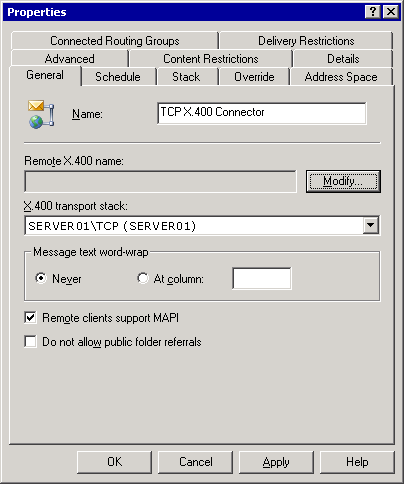 Properties
Connected Routing Groups Delivery Restrictions
Advanced Content Restrictions Details
General Schedule Stack Override Address Space
Name: TCP X.400 Connector
Remote X.400 name:
Modify...
X.400 transport stack:
SERVER01\TCP (SERVER01)
Message text word-wrap
Never At column:
Remote clients support MAPI
Do not allow public folder referrals
OK Cancel Apply Help